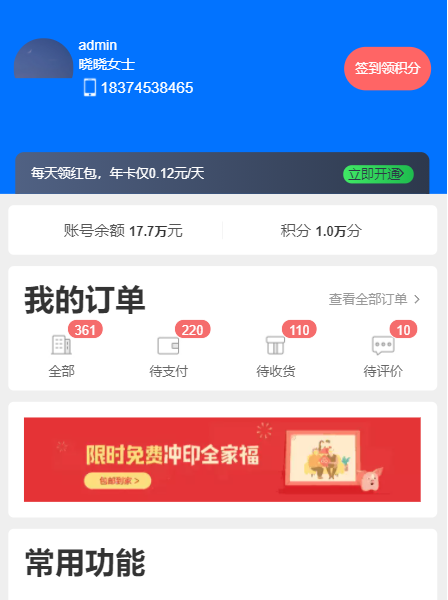 admin
晓晓女士
18374538465
签到领积分
每天领红包，年卡仅0.12元/天
立即开通
账号余额 17.7万元
积分 1.0万分
我的订单
查看全部订单
361
220
110
10
全部
待支付
待收货
待评价
限时免费冲印全家福
包邮到家 >
常用功能